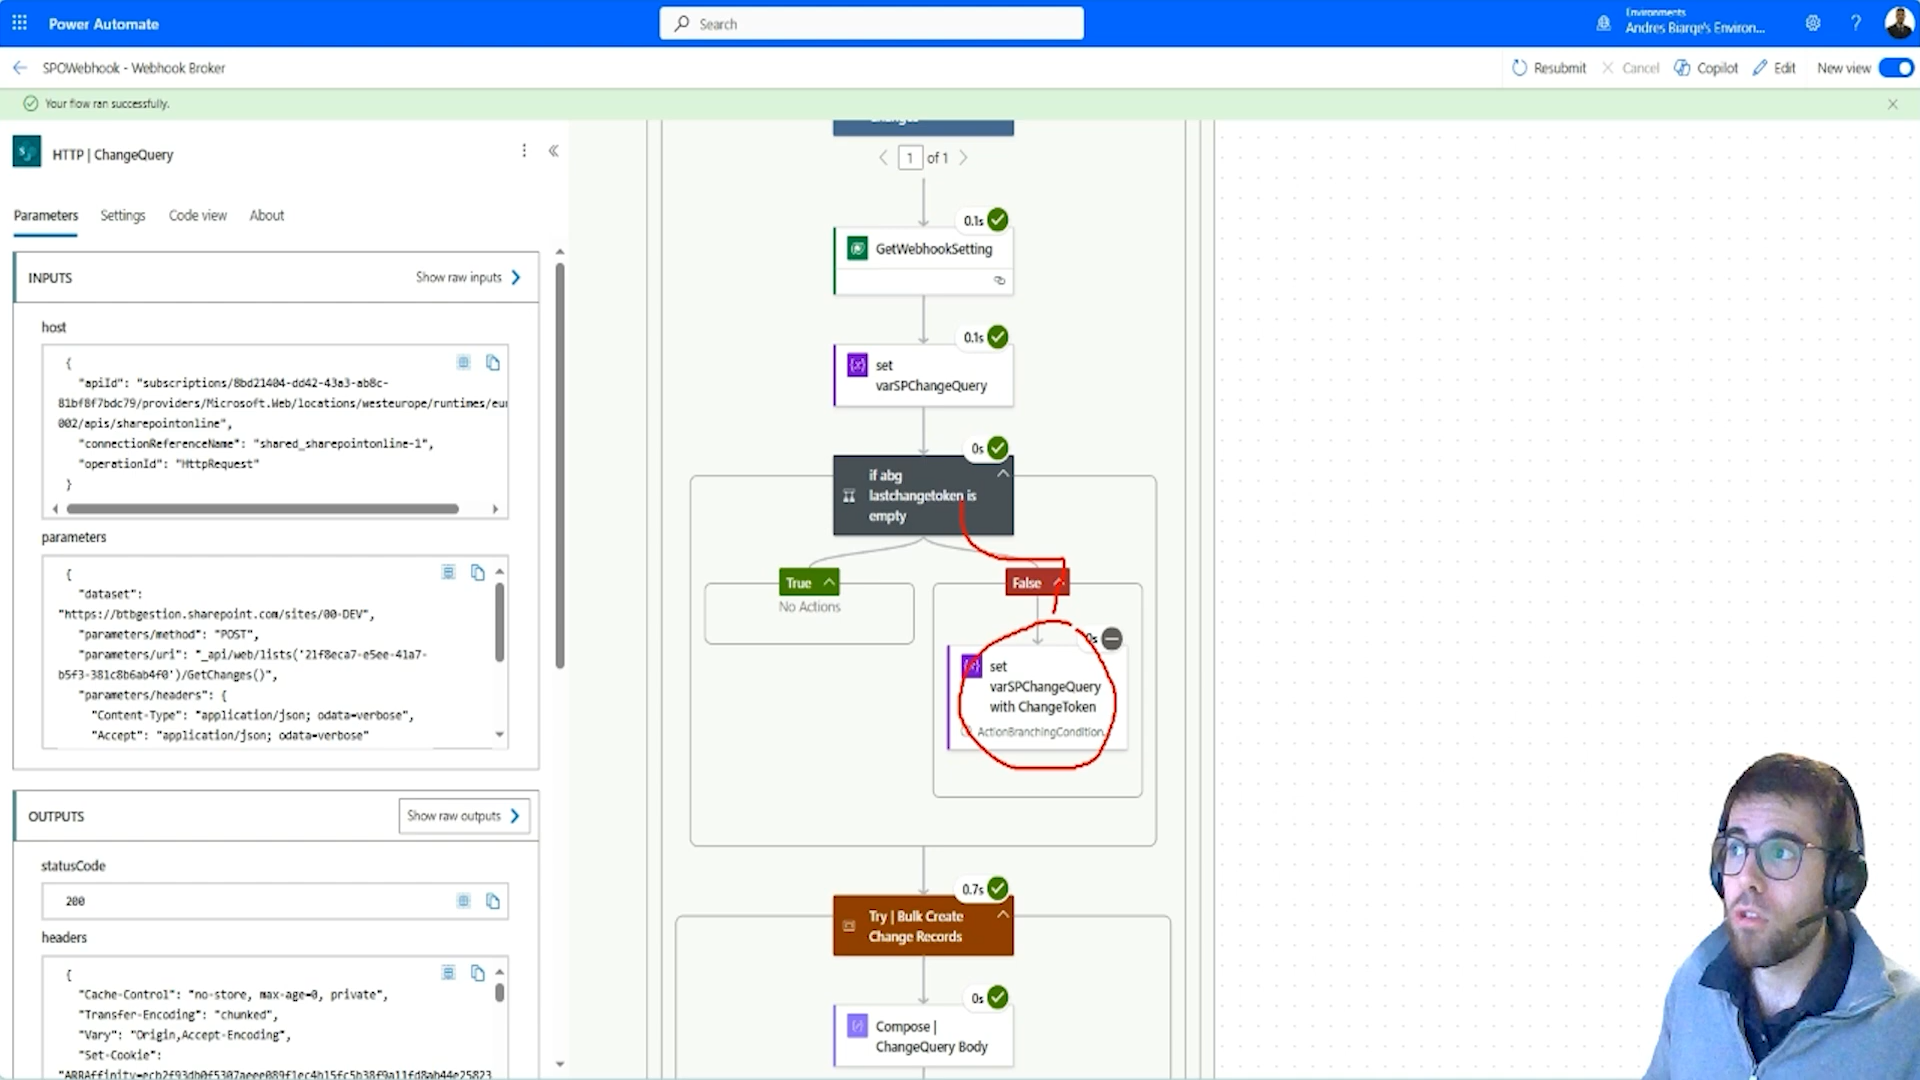 Power Automate
Search
Environments
Andres Biarge's Environ...
SPOWebhook - Webhook Broker
Resubmit
Cancel
Copilot
Edit
New view
Your flow ran successfully.
HTTP | ChangeQuery
Parameters
Settings
Code view
About
INPUTS
Show raw inputs
host
{
"apiId": "subscriptions/8bd21404-dd42-43a3-ab8c-
81bf8f7bdc79/providers/Microsoft.Web/locations/westeurope/runtimes/eu
002/apis/sharepointonline",
"connectionReferenceName": "shared_sharepointonline-1",
"operationId": "HttpRequest"
}
parameters
{
"dataset":
"https://btbgestion.sharepoint.com/sites/00-DEV",
"parameters/method": "POST",
"parameters/uri": "_api/web/lists('21f8eca7-e5ee-41a7-
b5f3-381c8b6ab4f0')/GetChanges()",
"parameters/headers": {
"Content-Type": "application/json; odata=verbose",
"Accept": "application/json; odata=verbose"
OUTPUTS
Show raw outputs
statusCode
200
headers
{
"Cache-Control": "no-store, max-age=0, private",
"Transfer-Encoding": "chunked",
"Vary": "Origin,Accept-Encoding",
"Set-Cookie":
1 of 1
0.1s
GetWebhookSetting
0.1s
set
varSPChangeQuery
0s
if abg
lastchangetoken is
empty
True
No Actions
False
0s
set
varSPChangeQuery
with ChangeToken
ActionBranchingCondition.
0.7s
Try | Bulk Create
Change Records
0s
Compose |
ChangeQuery Body